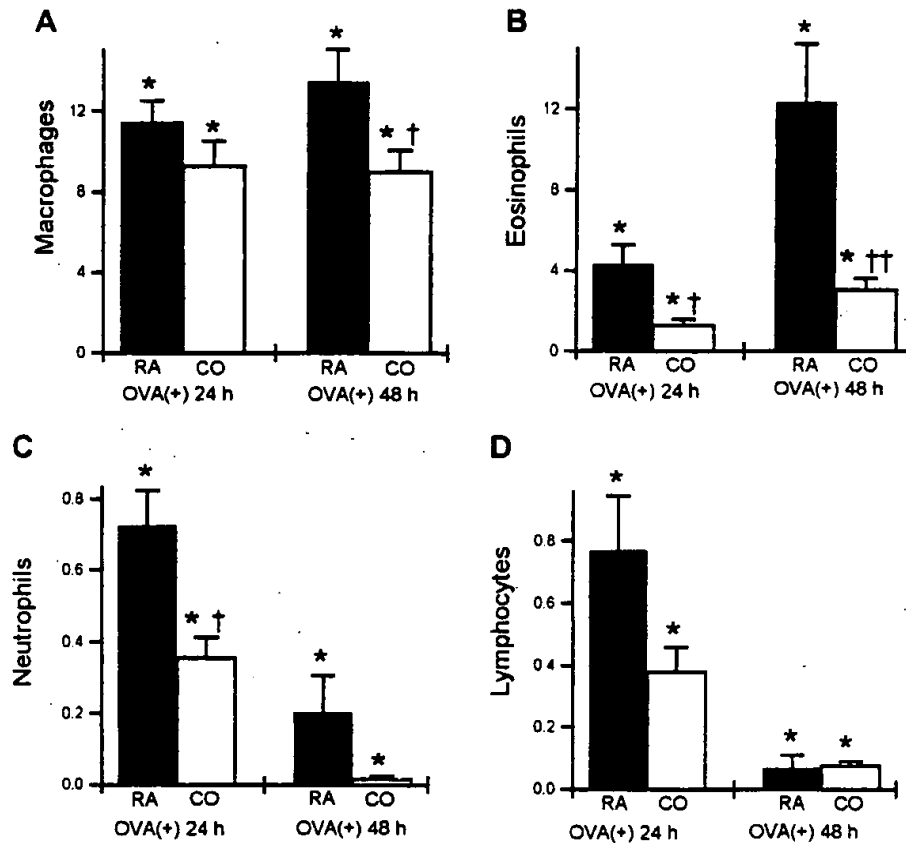 A
Macrophages
12
8
4
0
* * * * †
RA CO RA CO
OVA(+) 24 h OVA(+) 48 h
B
Eosinophils
12
8
4
0
* * † * * ††
RA CO RA CO
OVA(+) 24 h OVA(+) 48 h
C
Neutrophils
0.8
0.6
0.4
0.2
0.0
* * † * *
RA CO RA CO
OVA(+) 24 h OVA(+) 48 h
D
Lymphocytes
0.8
0.6
0.4
0.2
0.0
* * * *
RA CO RA CO
OVA(+) 24 h OVA(+) 48 h